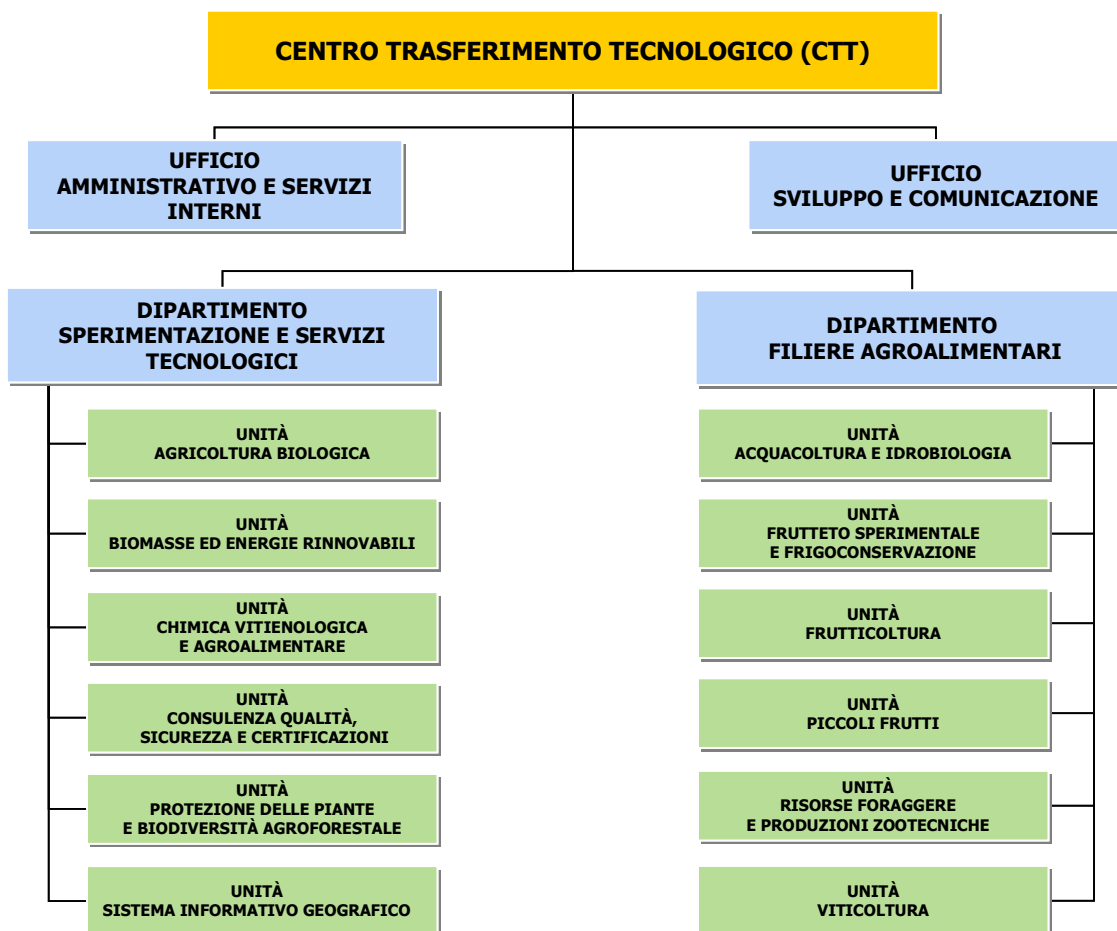 CENTRO TRASFERIMENTO TECNOLOGICO (CTT)
UFFICIO
AMMINISTRATIVO E SERVIZI
INTERNI
UFFICIO
SVILUPPO E COMUNICAZIONE
DIPARTIMENTO
SPERIMENTAZIONE E SERVIZI
TECNOLOGICI
DIPARTIMENTO
FILIERE AGROALIMENTARI
UNITÀ
AGRICOLTURA BIOLOGICA
UNITÀ
BIOMASSE ED ENERGIE RINNOVABILI
UNITÀ
CHIMICA VITIENOLOGICA
E AGROALIMENTARE
UNITÀ
CONSULENZA QUALITÀ,
SICUREZZA E CERTIFICAZIONI
UNITÀ
PROTEZIONE DELLE PIANTE
E BIODIVERSITÀ AGROFORESTALE
UNITÀ
SISTEMA INFORMATIVO GEOGRAFICO
UNITÀ
ACQUACOLTURA E IDROBIOLOGIA
UNITÀ
FRUTTETO SPERIMENTALE
E FRIGOCONSERVAZIONE
UNITÀ
FRUTTICOLTURA
UNITÀ
PICCOLI FRUTTI
UNITÀ
RISORSE FORAGGERE
E PRODUZIONI ZOOTECNICHE
UNITÀ
VITICOLTURA